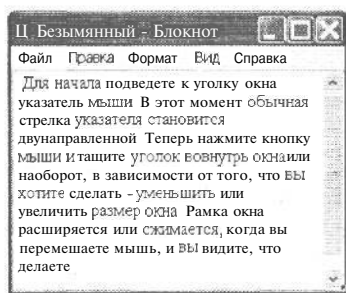 Ц Безымянный - Блокнот
Файл Правка Формат Вид Справка
Для начала подведете к уголку окна
указатель мыши В этот момент обычная
стрелка указателя становится
двунаправленной Теперь нажмите кнопку
мыши и тащите уголок вовнутрь окна или
наоборот, в зависимости от того, что вы
хотите сделать - уменьшить или
увеличить размер окна Рамка окна
расширяется или сжимается, когда вы
перемешаете мышь, и вы видите, что
делаете